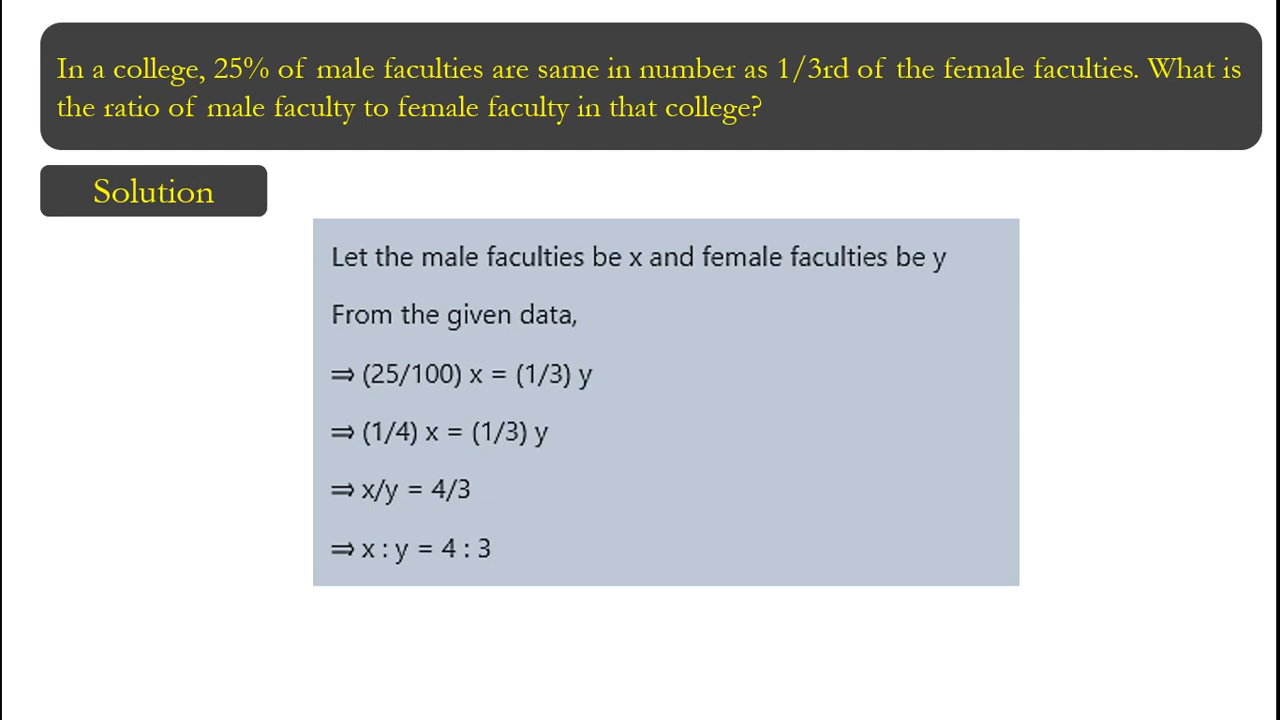 In a college, 25% of male faculties are same in number as 1/3rd of the female faculties. What is
the ratio of male faculty to female faculty in that college?
Solution
Let the male faculties be x and female faculties be y
From the given data,
⇒ (25/100) x = (1/3) y
⇒ (1/4) x = (1/3) y
⇒ x/y = 4/3
⇒ x : y = 4 : 3